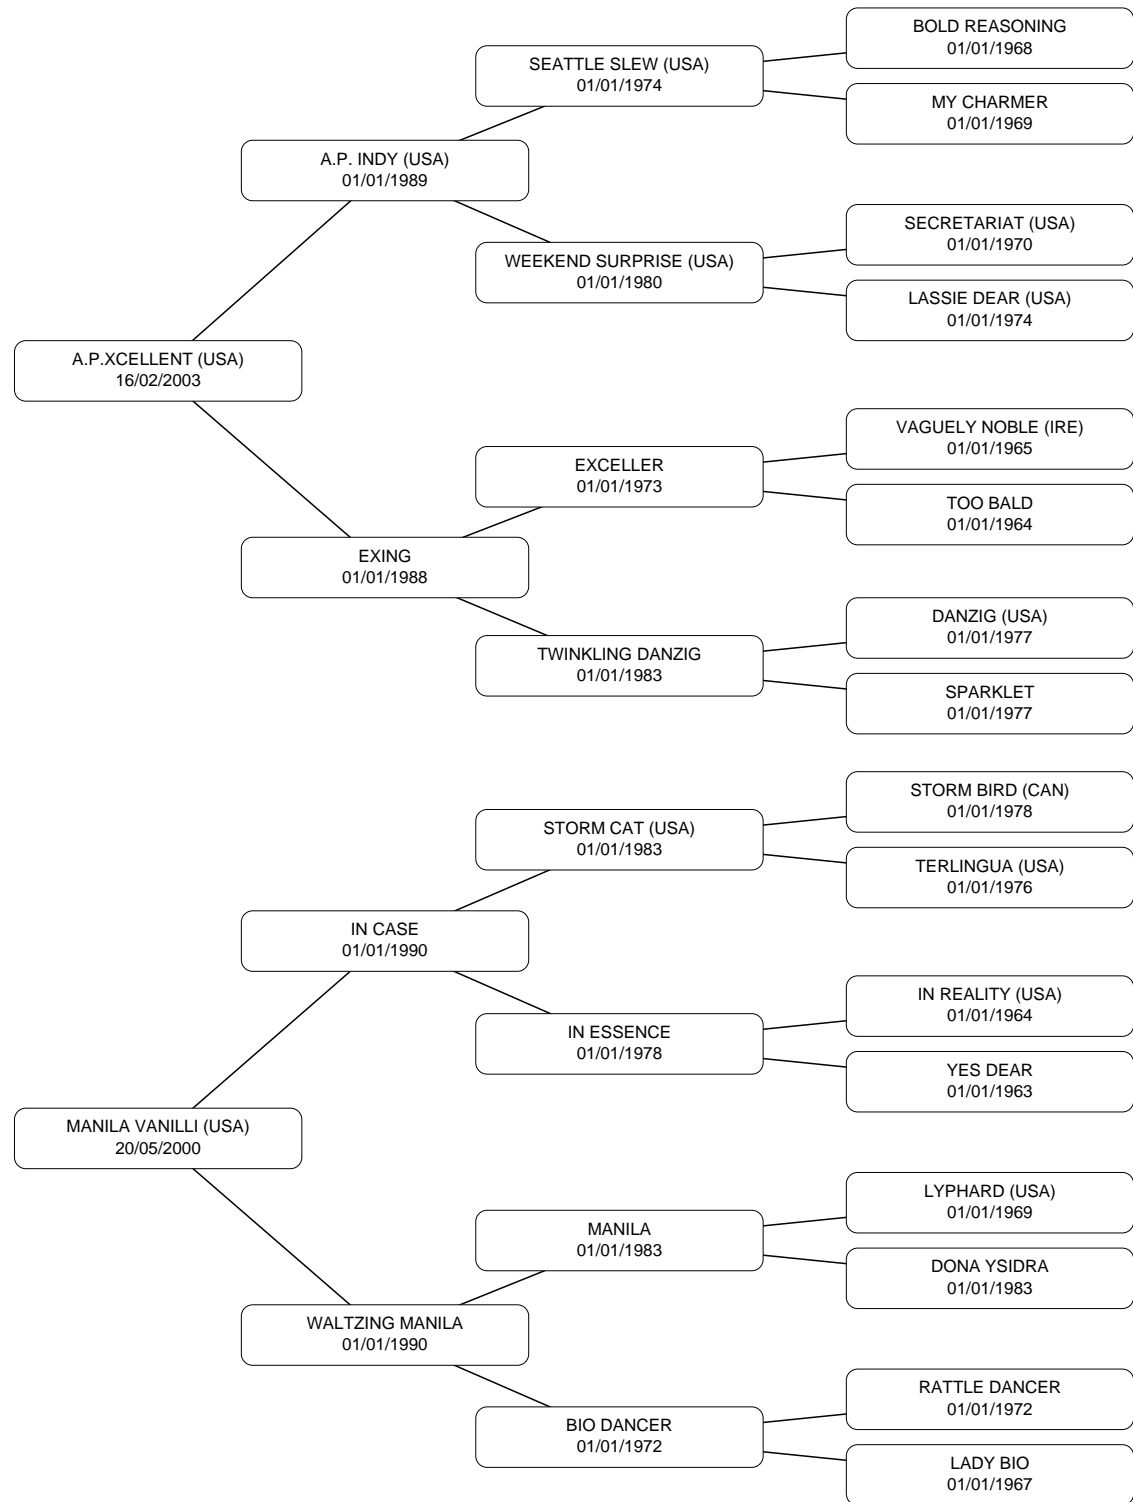 BOLD REASONING
01/01/1968
SEATTLE SLEW (USA)
01/01/1974
MY CHARMER
01/01/1969
A.P. INDY (USA)
01/01/1989
SECRETARIAT (USA)
01/01/1970
WEEKEND SURPRISE (USA)
01/01/1980
LASSIE DEAR (USA)
01/01/1974
A.P.XCELLENT (USA)
16/02/2003
VAGUELY NOBLE (IRE)
01/01/1965
EXCELLER
01/01/1973
TOO BALD
01/01/1964
EXING
01/01/1988
DANZIG (USA)
01/01/1977
TWINKLING DANZIG
01/01/1983
SPARKLET
01/01/1977
STORM BIRD (CAN)
01/01/1978
STORM CAT (USA)
01/01/1983
TERLINGUA (USA)
01/01/1976
IN CASE
01/01/1990
IN REALITY (USA)
01/01/1964
IN ESSENCE
01/01/1978
YES DEAR
01/01/1963
MANILA VANILLI (USA)
20/05/2000
LYPHARD (USA)
01/01/1969
MANILA
01/01/1983
DONA YSIDRA
01/01/1983
WALTZING MANILA
01/01/1990
RATTLE DANCER
01/01/1972
BIO DANCER
01/01/1972
LADY BIO
01/01/1967